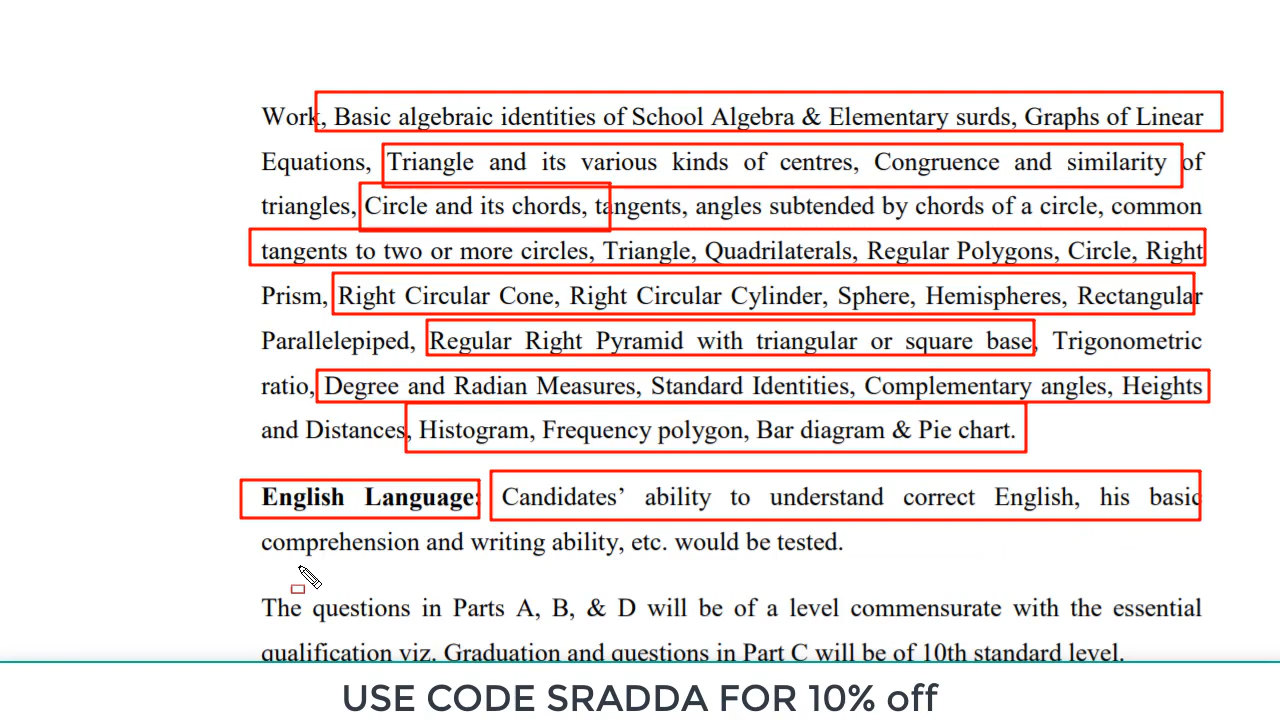 Work, Basic algebraic identities of School Algebra & Elementary surds, Graphs of Linear
Equations, Triangle and its various kinds of centres, Congruence and similarity of
triangles, Circle and its chords, tangents, angles subtended by chords of a circle, common
tangents to two or more circles, Triangle, Quadrilaterals, Regular Polygons, Circle, Right
Prism, Right Circular Cone, Right Circular Cylinder, Sphere, Hemispheres, Rectangular
Parallelepiped, Regular Right Pyramid with triangular or square base, Trigonometric
ratio, Degree and Radian Measures, Standard Identities, Complementary angles, Heights
and Distances, Histogram, Frequency polygon, Bar diagram & Pie chart.
English Language: Candidates’ ability to understand correct English, his basic
comprehension and writing ability, etc. would be tested.
The questions in Parts A, B, & D will be of a level commensurate with the essential
qualification viz. Graduation and questions in Part C will be of 10th standard level.
USE CODE SRADDA FOR 10% off